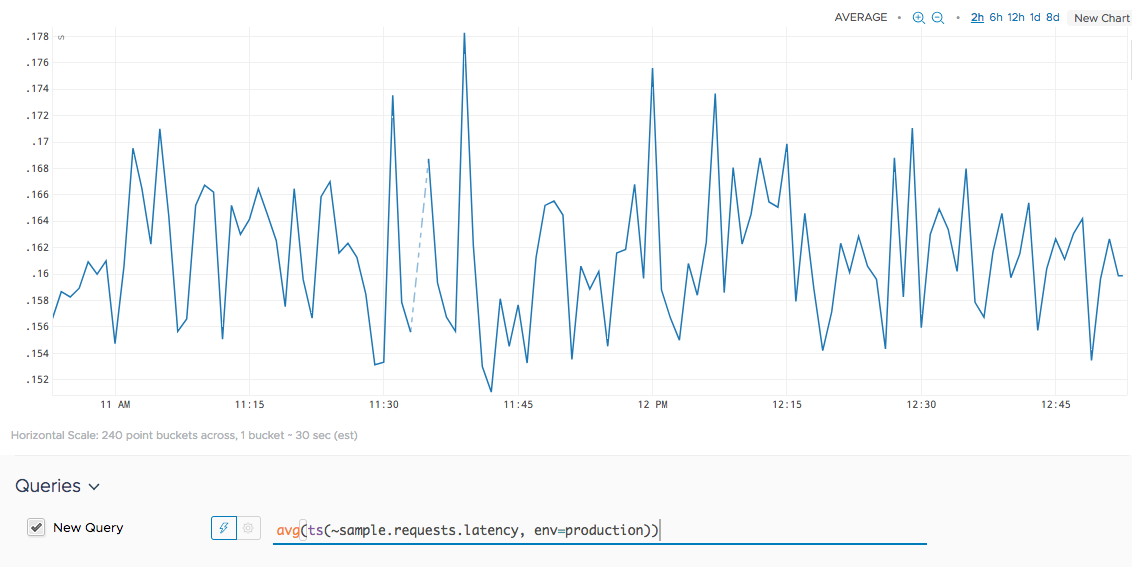 AVERAGE • • 2h 6h 12h 1d 8d New Chart
s
.178
.176
.174
.172
.17
.168
.166
.164
.162
.16
.158
.156
.154
.152
11 AM 11:15 11:30 11:45 12 PM 12:15 12:30 12:45
Horizontal Scale: 240 point buckets across, 1 bucket - 30 sec (est)
Queries
New Query avg(ts(~sample.requests.latency, env=production))